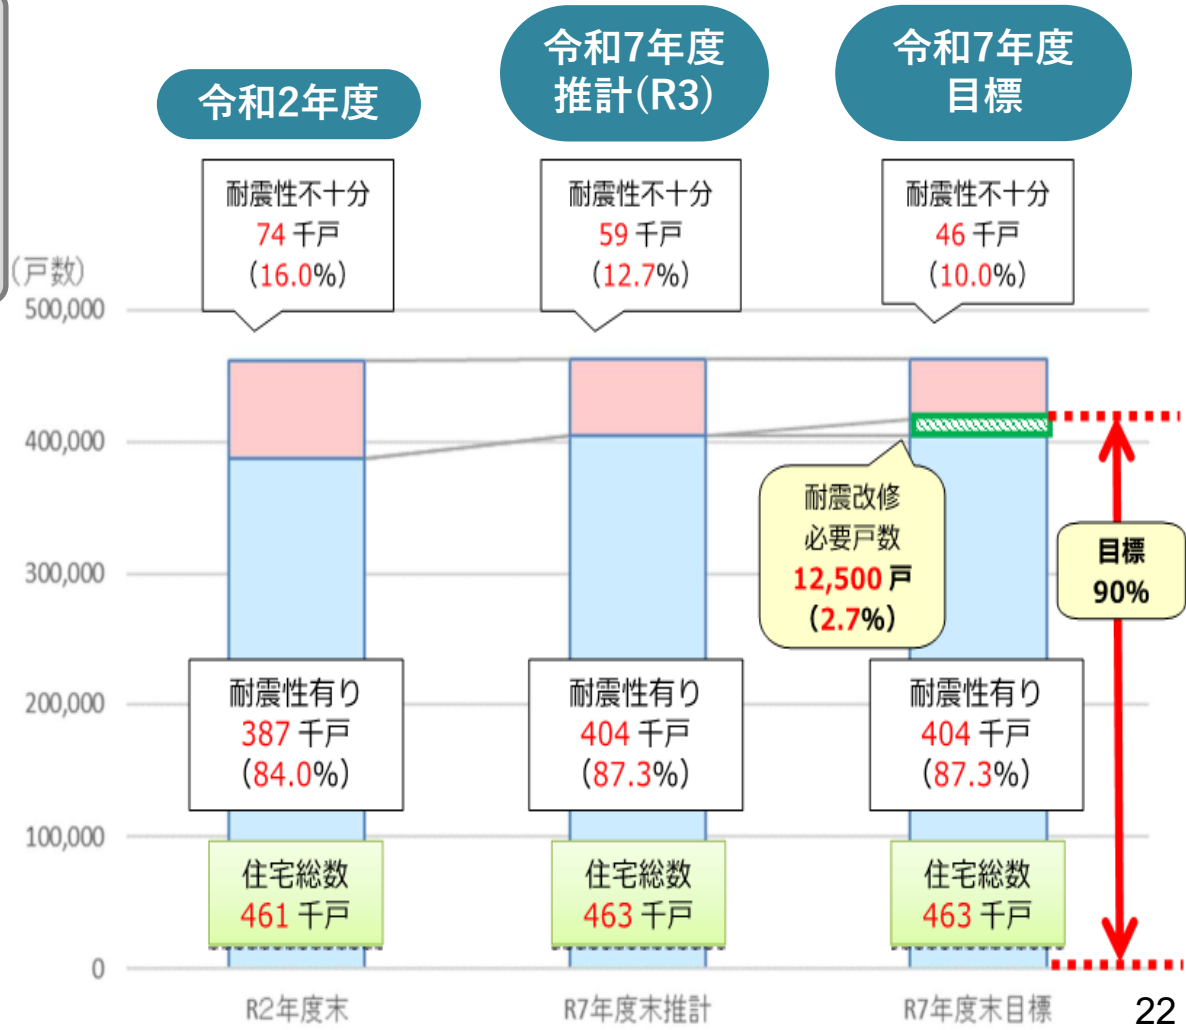 令和2年度
令和7年度
推計(R3)
令和7年度
目標
耐震性不十分
74 千戸
(16.0%)
耐震性不十分
59 千戸
(12.7%)
耐震性不十分
46 千戸
(10.0%)
(戸数)
500,000
400,000
300,000
200,000
100,000
0
耐震改修
必要戸数
12,500 戸
(2.7%)
目標
90%
耐震性有り
387 千戸
(84.0%)
耐震性有り
404 千戸
(87.3%)
耐震性有り
404 千戸
(87.3%)
住宅総数
461 千戸
住宅総数
463 千戸
住宅総数
463 千戸
R2年度末
R7年度末推計
R7年度末目標
22